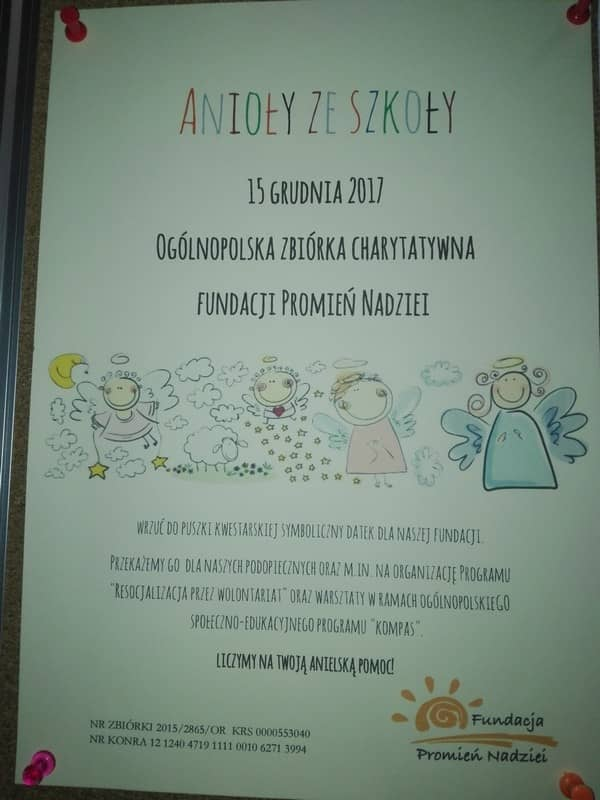 ANIOŁY ZE SZKOŁY
15 GRUDNIA 2017
OGÓLNOPOLSKA ZBIÓRKA CHARYTATYWNA
FUNDACJI PROMIEŃ NADZIEI
WRZUĆ DO PUSZKI KWESTARSKIEJ SYMBOLICZNY DATEK DLA NASZEJ FUNDACJI.
PRZEKAŻEMY GO DLA NASZYCH PODOPIECZNYCH ORAZ M.IN. NA ORGANIZACJĘ PROGRAMU
"RESOCJALIZACJA PRZEZ WOLONTARIAT" ORAZ WARSZTATY W RAMACH OGÓLNOPOLSKIEGO
SPOŁECZNO-EDUKACYJNEGO PROGRAMU "KOMPAS".
LICZYMY NA TWOJĄ ANIELSKĄ POMOC!
NR ZBIÓRKI 2015/2865/OR KRS 0000553040
NR KONRA 12 1240 4719 1111 0010 6271 3994
Fundacja
Promień Nadziei